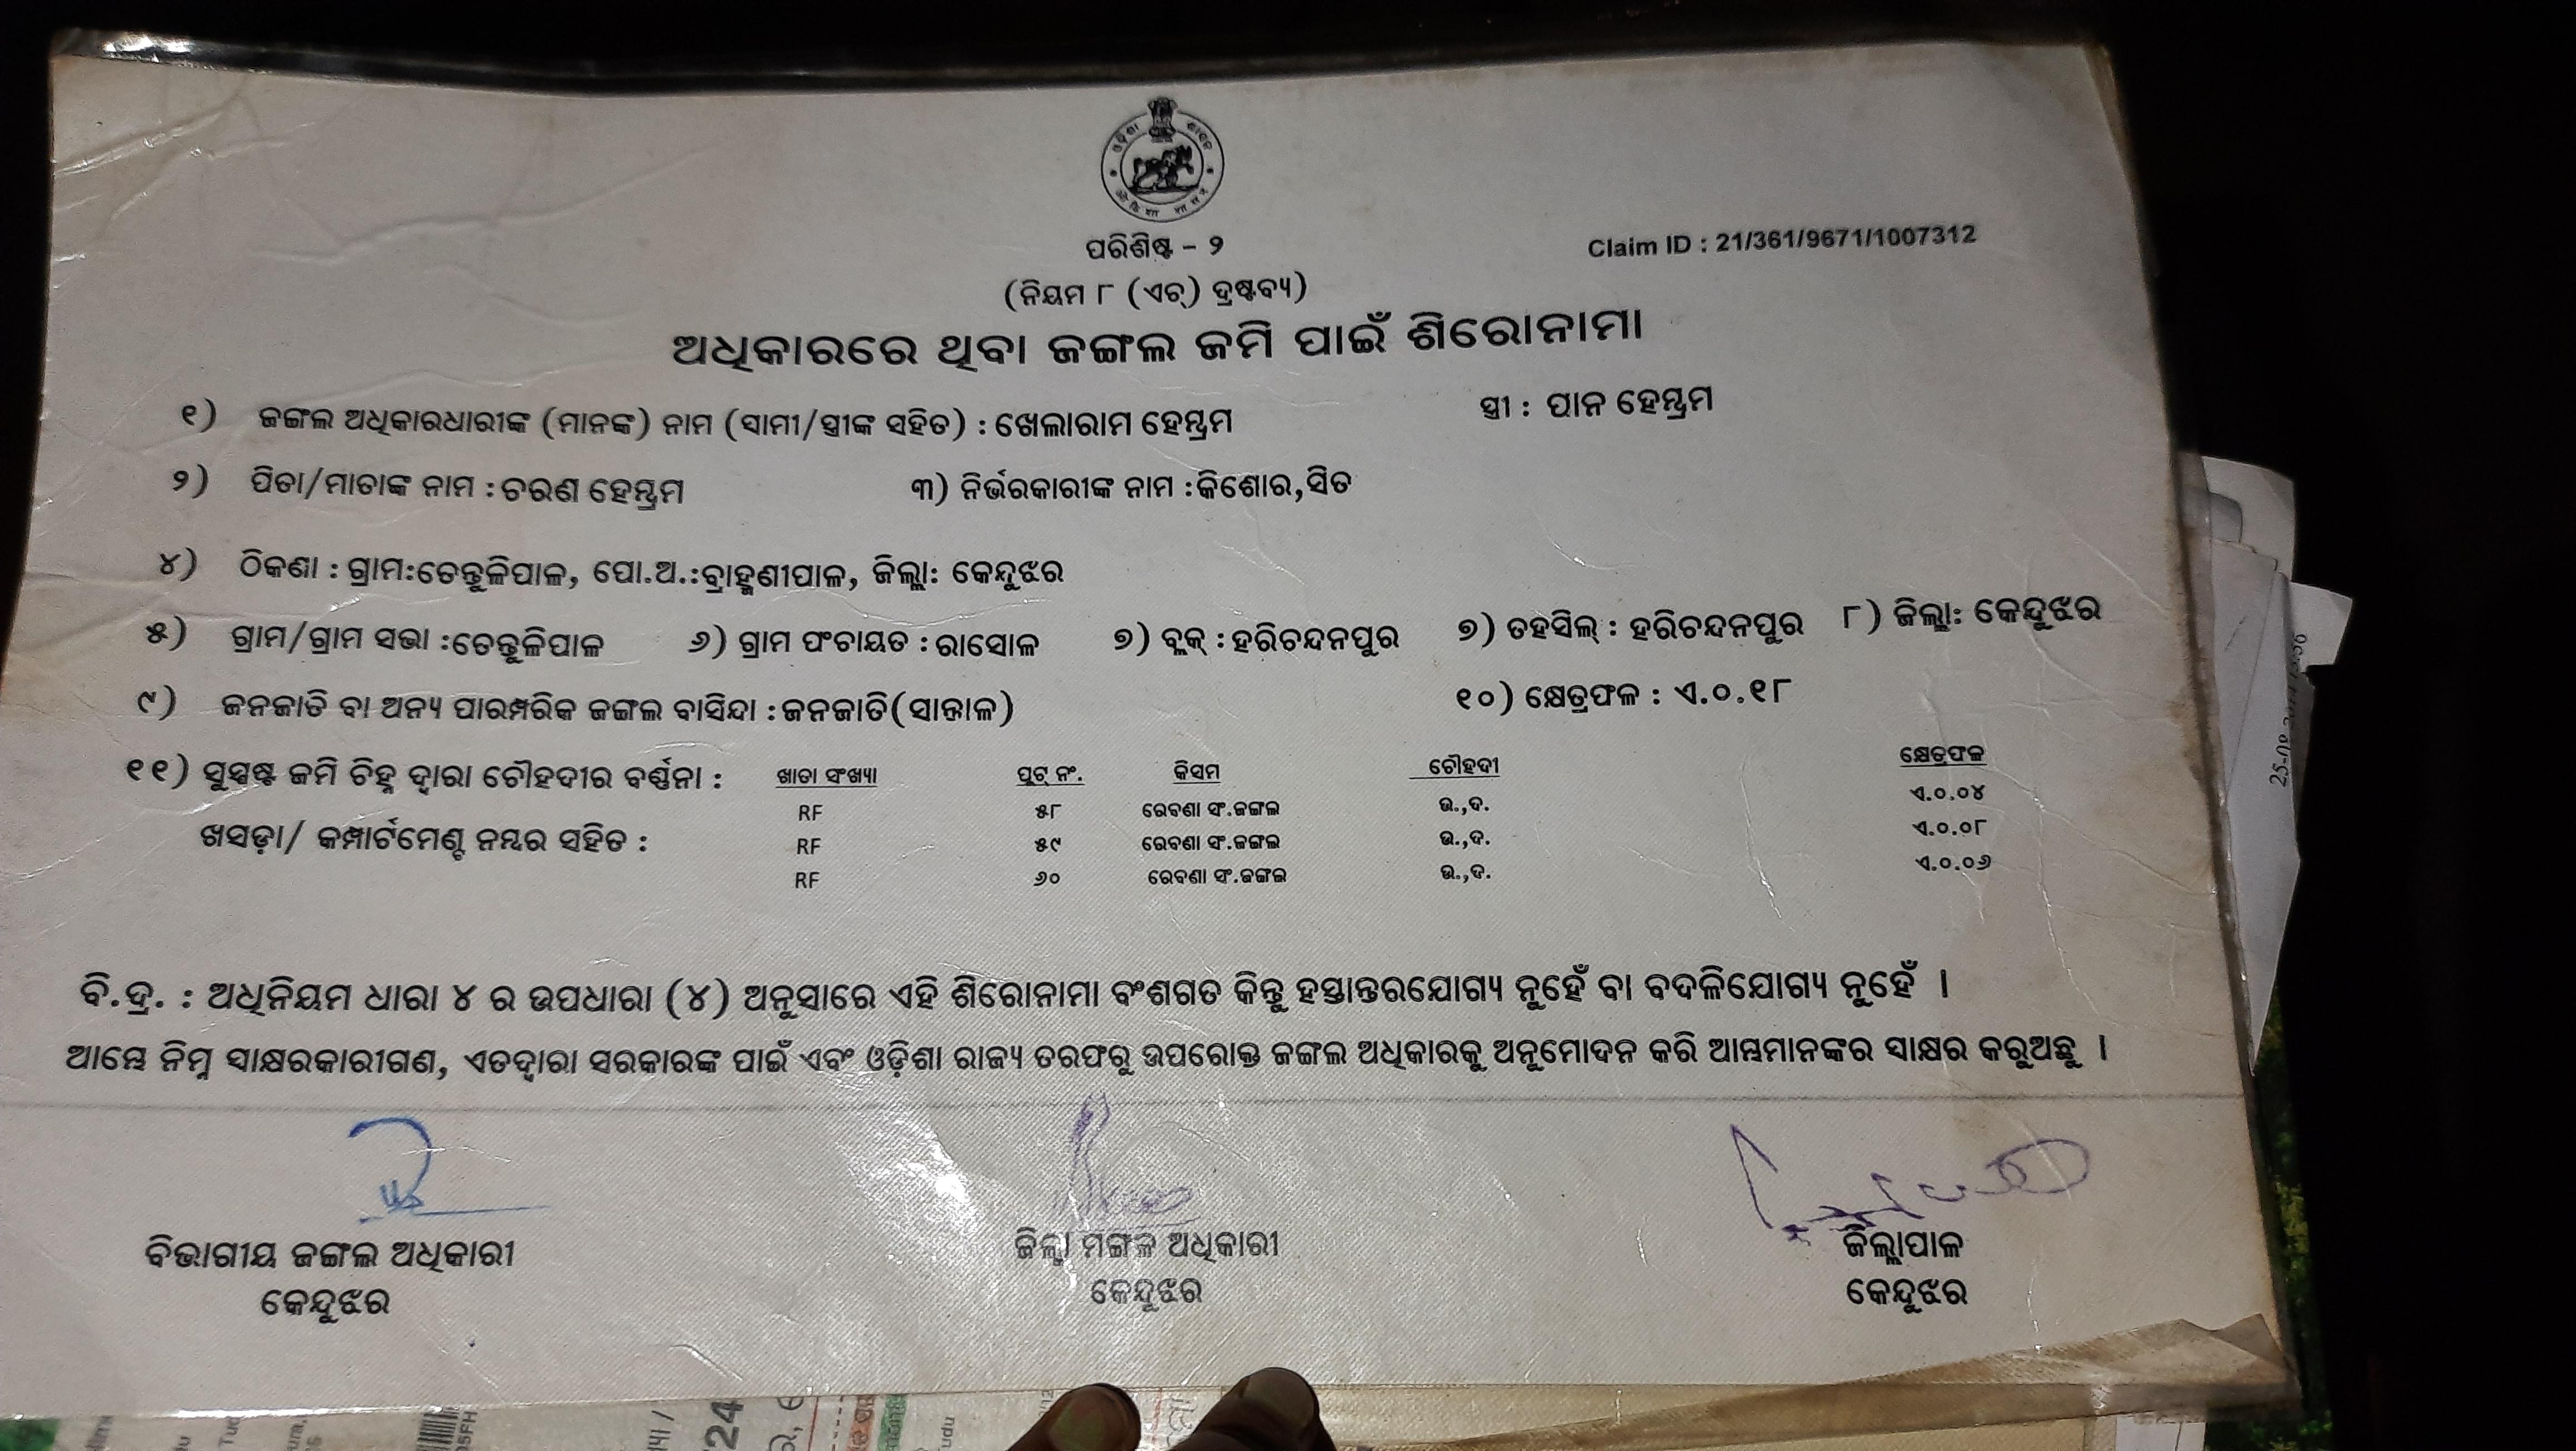 ପରିଶିଷ୍ଟ - ୨
Claim ID : 21/361/9671/1007312
(ନିୟମ ୮ (ଏଚ୍) ଦ୍ରଷ୍ଟବ୍ୟ)
ଅଧିକାରରେ ଥିବା ଜଙ୍ଗଲ ଜମି ପାଇଁ ଶିରୋନାମା
୧) ଜଙ୍ଗଲ ଅଧିକାରଧାରୀଙ୍କ (ମାନଙ୍କ) ନାମ (ସାମୀ/ସ୍ତ୍ରୀଙ୍କ ସହିତ) : ଖେଲାରାମ ହେମ୍ବ୍ରମ ସ୍ତ୍ରୀ : ପାନ ହେମ୍ବ୍ରମ
୨) ପିତା/ମାତାଙ୍କ ନାମ : ଚରଣ ହେମ୍ବ୍ରମ ୩) ନିର୍ଭରକାରୀଙ୍କ ନାମ : କିଶୋର,ସିତ
୪) ଠିକଣା : ଗ୍ରାମ:ତେନ୍ତୁଳିପାଳ, ପୋ.ଅ.:ବ୍ରାହ୍ମଣୀପାଳ, ଜିଲ୍ଲା: କେନ୍ଦୁଝର
୫) ଗ୍ରାମ/ଗ୍ରାମ ସଭା :ତେନ୍ତୁଳିପାଳ ୬) ଗ୍ରାମ ପଂଚାୟତ : ରାସୋଳ ୭) ବ୍ଲକ୍ : ହରିଚନ୍ଦନପୁର ୭) ତହସିଲ୍ : ହରିଚନ୍ଦନପୁର ୮) ଜିଲ୍ଲା: କେନ୍ଦୁଝର
୯) ଜନଜାତି ବା ଅନ୍ୟ ପାରମ୍ପରିକ ଜଙ୍ଗଲ ବାସିନ୍ଦା : ଜନଜାତି(ସାନ୍ତାଳ) ୧୦) କ୍ଷେତ୍ରଫଳ : ଏ.୦.୧୮
୧୧) ସୁସ୍ପଷ୍ଟ ଜମି ଚିହ୍ନ ଦ୍ୱାରା ଚୌହଦୀର ବର୍ଣ୍ଣନା : ଖାତା ସଂଖ୍ୟା ପ୍ଲଟ୍ ନଂ. କିସମ ଚୌହଦୀ କ୍ଷେତ୍ରଫଳ
RF ୫୮ ରେବଣା ସଂ.ଜଙ୍ଗଲ ଉ.,ଦ. ଏ.୦.୦୪
ଖସଡ଼ା/ କମ୍ପାର୍ଟମେଣ୍ଟ ନମ୍ବର ସହିତ : RF ୫୯ ରେବଣା ସଂ.ଜଙ୍ଗଲ ଉ.,ଦ. ଏ.୦.୦୮
RF ୬୦ ରେବଣା ସଂ.ଜଙ୍ଗଲ ଉ.,ଦ. ଏ.୦.୦୬
ବି.ଦ୍ର. : ଅଧିନିୟମ ଧାରା ୪ ର ଉପଧାରା (୪) ଅନୁସାରେ ଏହି ଶିରୋନାମା ବଂଶଗତ କିନ୍ତୁ ହସ୍ତାନ୍ତରଯୋଗ୍ୟ ନୁହେଁ ବା ବଦଳିଯୋଗ୍ୟ ନୁହେଁ ।
ଆମ୍ଭେ ନିମ୍ନ ସାକ୍ଷରକାରୀଗଣ, ଏତଦ୍ୱାରା ସରକାରଙ୍କ ପାଇଁ ଏବଂ ଓଡ଼ିଶା ରାଜ୍ୟ ତରଫରୁ ଉପରୋକ୍ତ ଜଙ୍ଗଲ ଅଧିକାରକୁ ଅନୁମୋଦନ କରି ଆମ୍ଭମାନଙ୍କର ସାକ୍ଷର କରୁଅଛୁ ।
ବିଭାଗୀୟ ଜଙ୍ଗଲ ଅଧିକାରୀ ଜିଲ୍ଲା ମଙ୍ଗଳ ଅଧିକାରୀ ଜିଲ୍ଲାପାଳ
କେନ୍ଦୁଝର କେନ୍ଦୁଝର କେନ୍ଦୁଝର